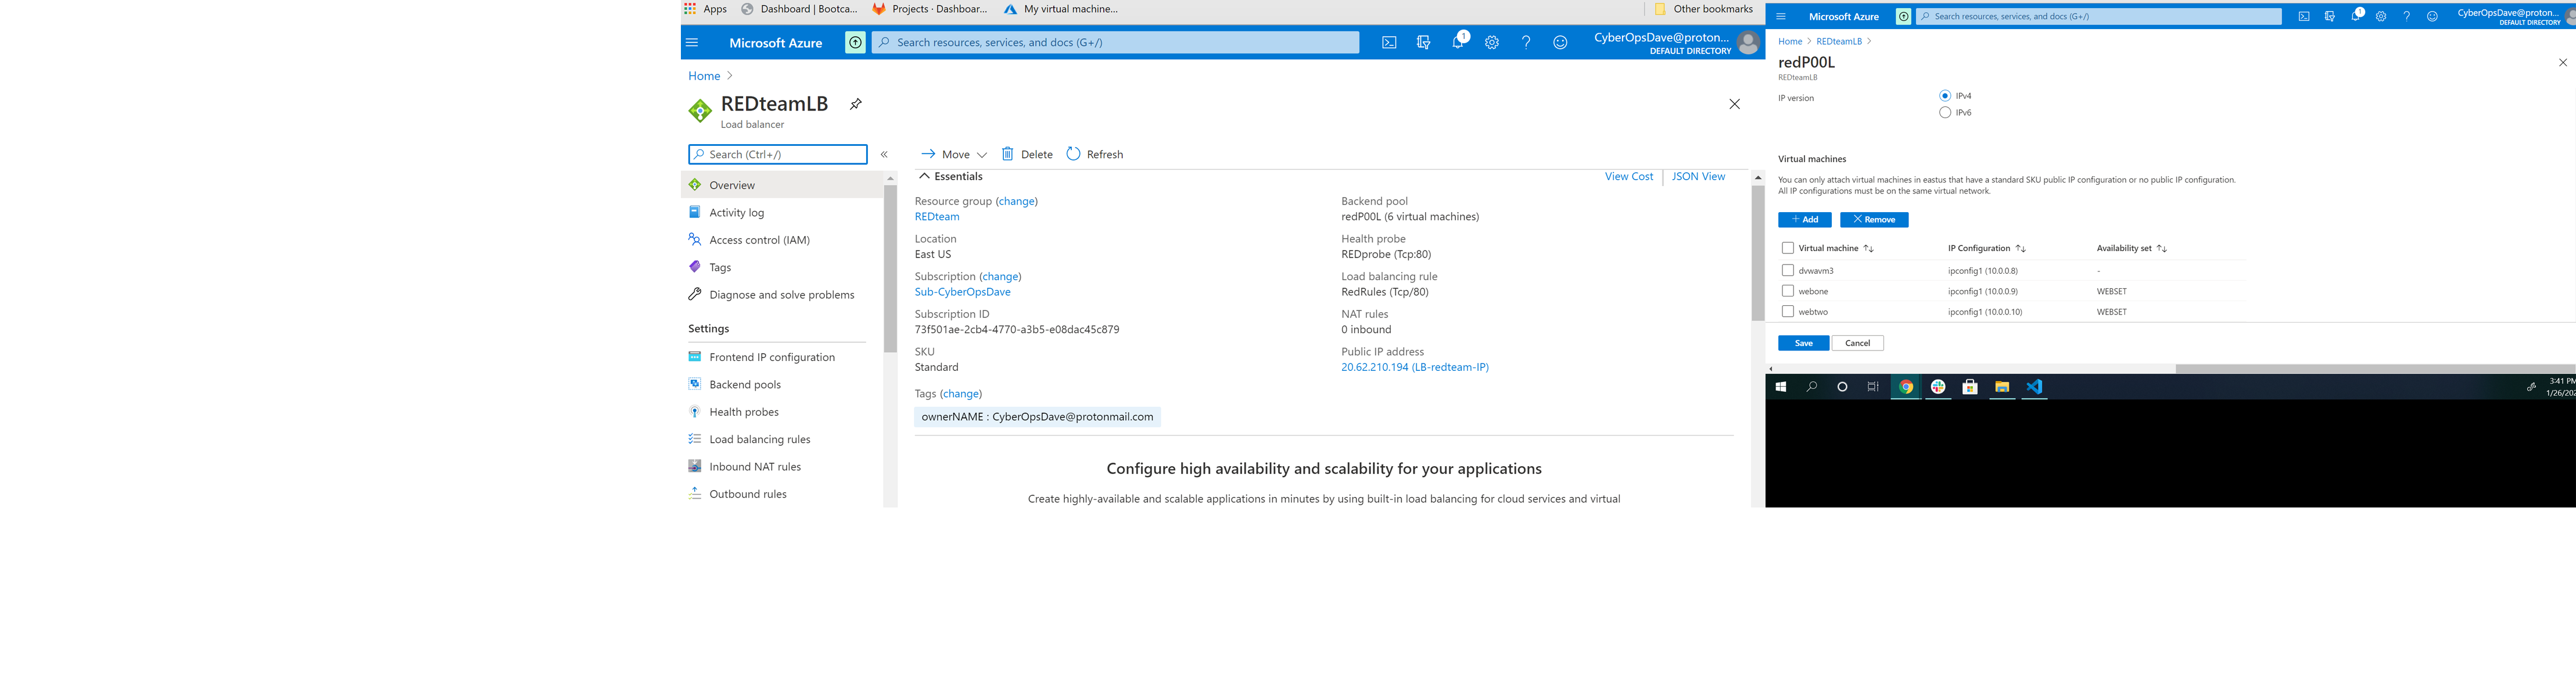 Apps Dashboard | Bootca... Projects · Dashboar... My virtual machine... Other bookmarks
Microsoft Azure Search resources, services, and docs (G+/) 1 CyberOpsDave@proton...
DEFAULT DIRECTORY
Home
REDteamLB
Load balancer
Search (Ctrl+/)
Overview
Activity log
Access control (IAM)
Tags
Diagnose and solve problems
Settings
Frontend IP configuration
Backend pools
Health probes
Load balancing rules
Inbound NAT rules
Outbound rules
Move Delete Refresh
Essentials View Cost JSON View
Resource group (change)
REDteam
Location
East US
Subscription (change)
Sub-CyberOpsDave
Subscription ID
73f501ae-2cb4-4770-a3b5-e08dac45c879
SKU
Standard
Backend pool
redP00L (6 virtual machines)
Health probe
REDprobe (Tcp:80)
Load balancing rule
RedRules (Tcp/80)
NAT rules
0 inbound
Public IP address
20.62.210.194 (LB-redteam-IP)
Tags (change)
ownerNAME : CyberOpsDave@protonmail.com
Configure high availability and scalability for your applications
Create highly-available and scalable applications in minutes by using built-in load balancing for cloud services and virtual
Microsoft Azure Search resources, services, and docs (G+/) 1 CyberOpsDave@proton...
DEFAULT DIRECTORY
Home REDteamLB
redP00L
REDteamLB
IP version IPv4
IPv6
Virtual machines
You can only attach virtual machines in eastus that have a standard SKU public IP configuration or no public IP configuration.
All IP configurations must be on the same virtual network.
+ Add Remove
Virtual machine IP Configuration Availability set
dvwavm3 ipconfig1 (10.0.0.8) -
webone ipconfig1 (10.0.0.9) WEBSET
webtwo ipconfig1 (10.0.0.10) WEBSET
Save Cancel
3:41 PM
1/26/202